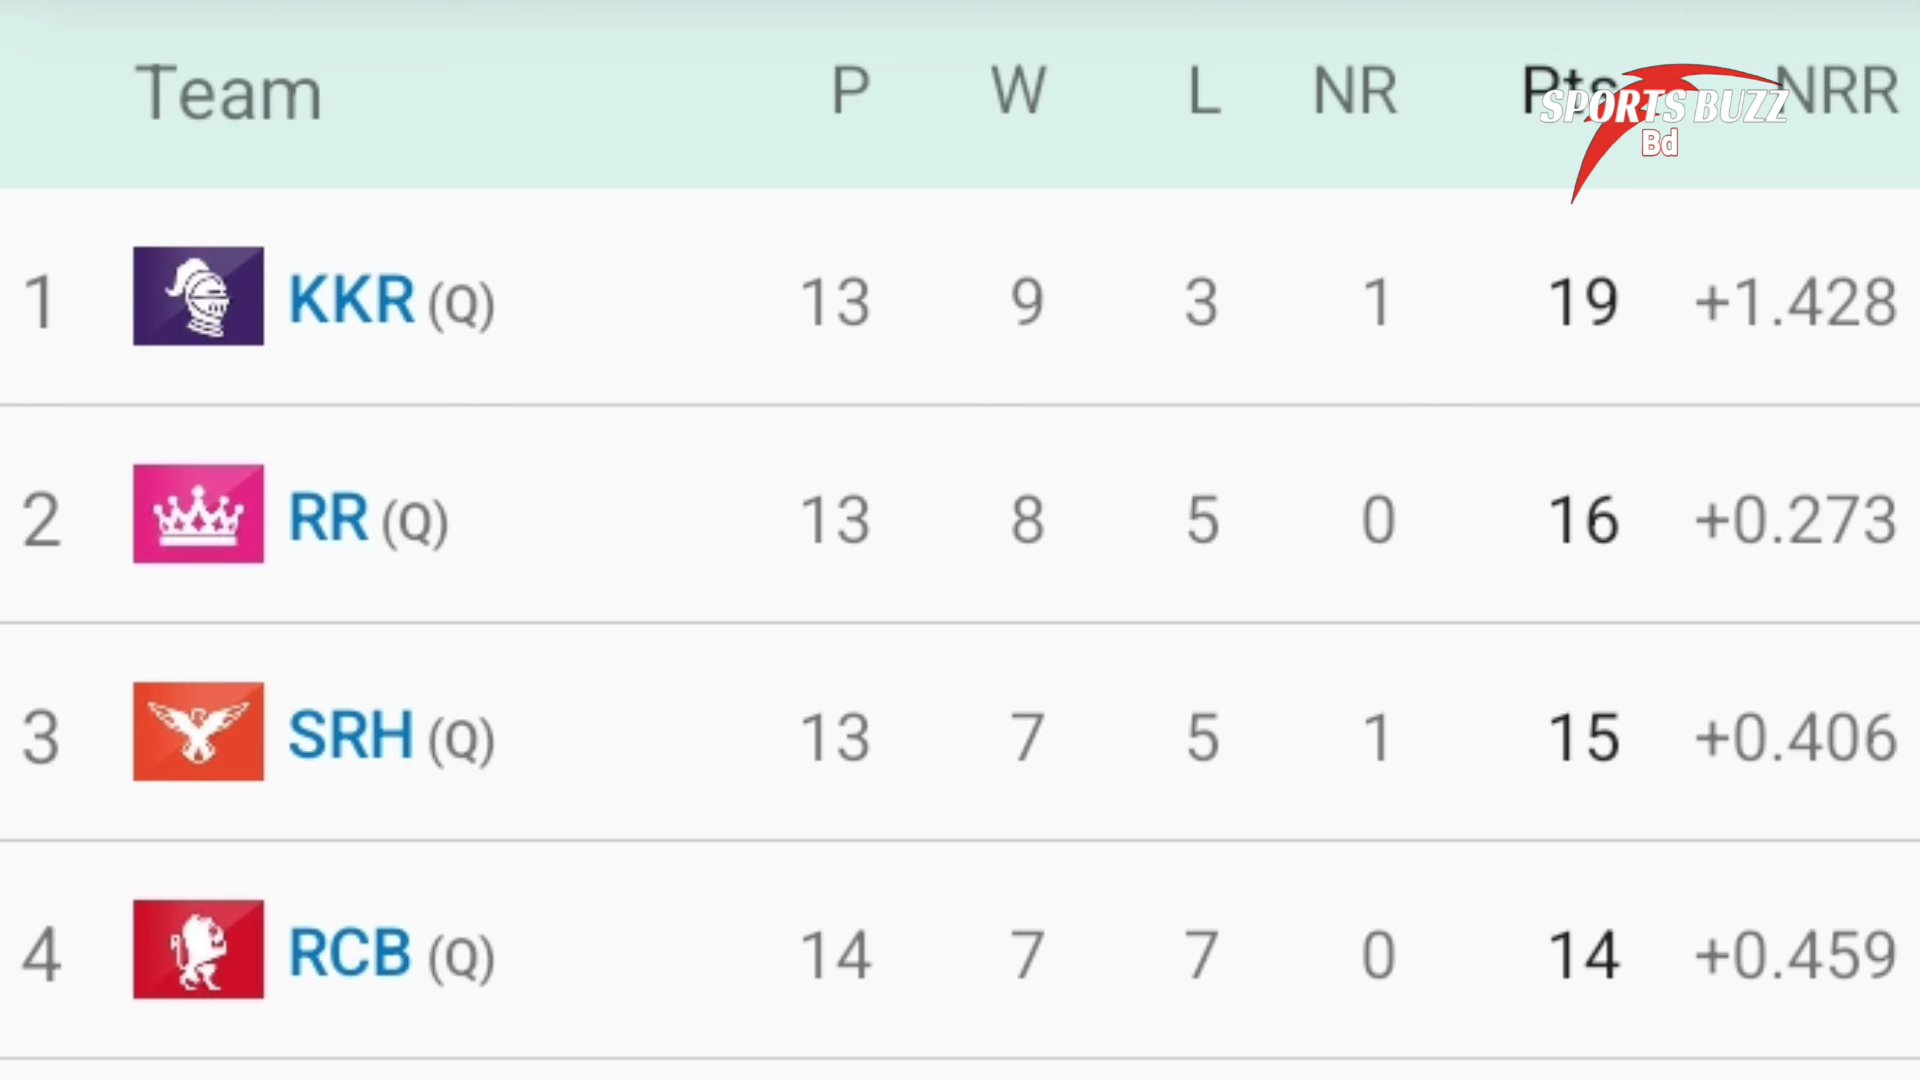 Team P W L NR Pts NRR
SPORTS BUZZ
Bd
1 KKR (Q) 13 9 3 1 19 +1.428
2 RR (Q) 13 8 5 0 16 +0.273
3 SRH (Q) 13 7 5 1 15 +0.406
4 RCB (Q) 14 7 7 0 14 +0.459